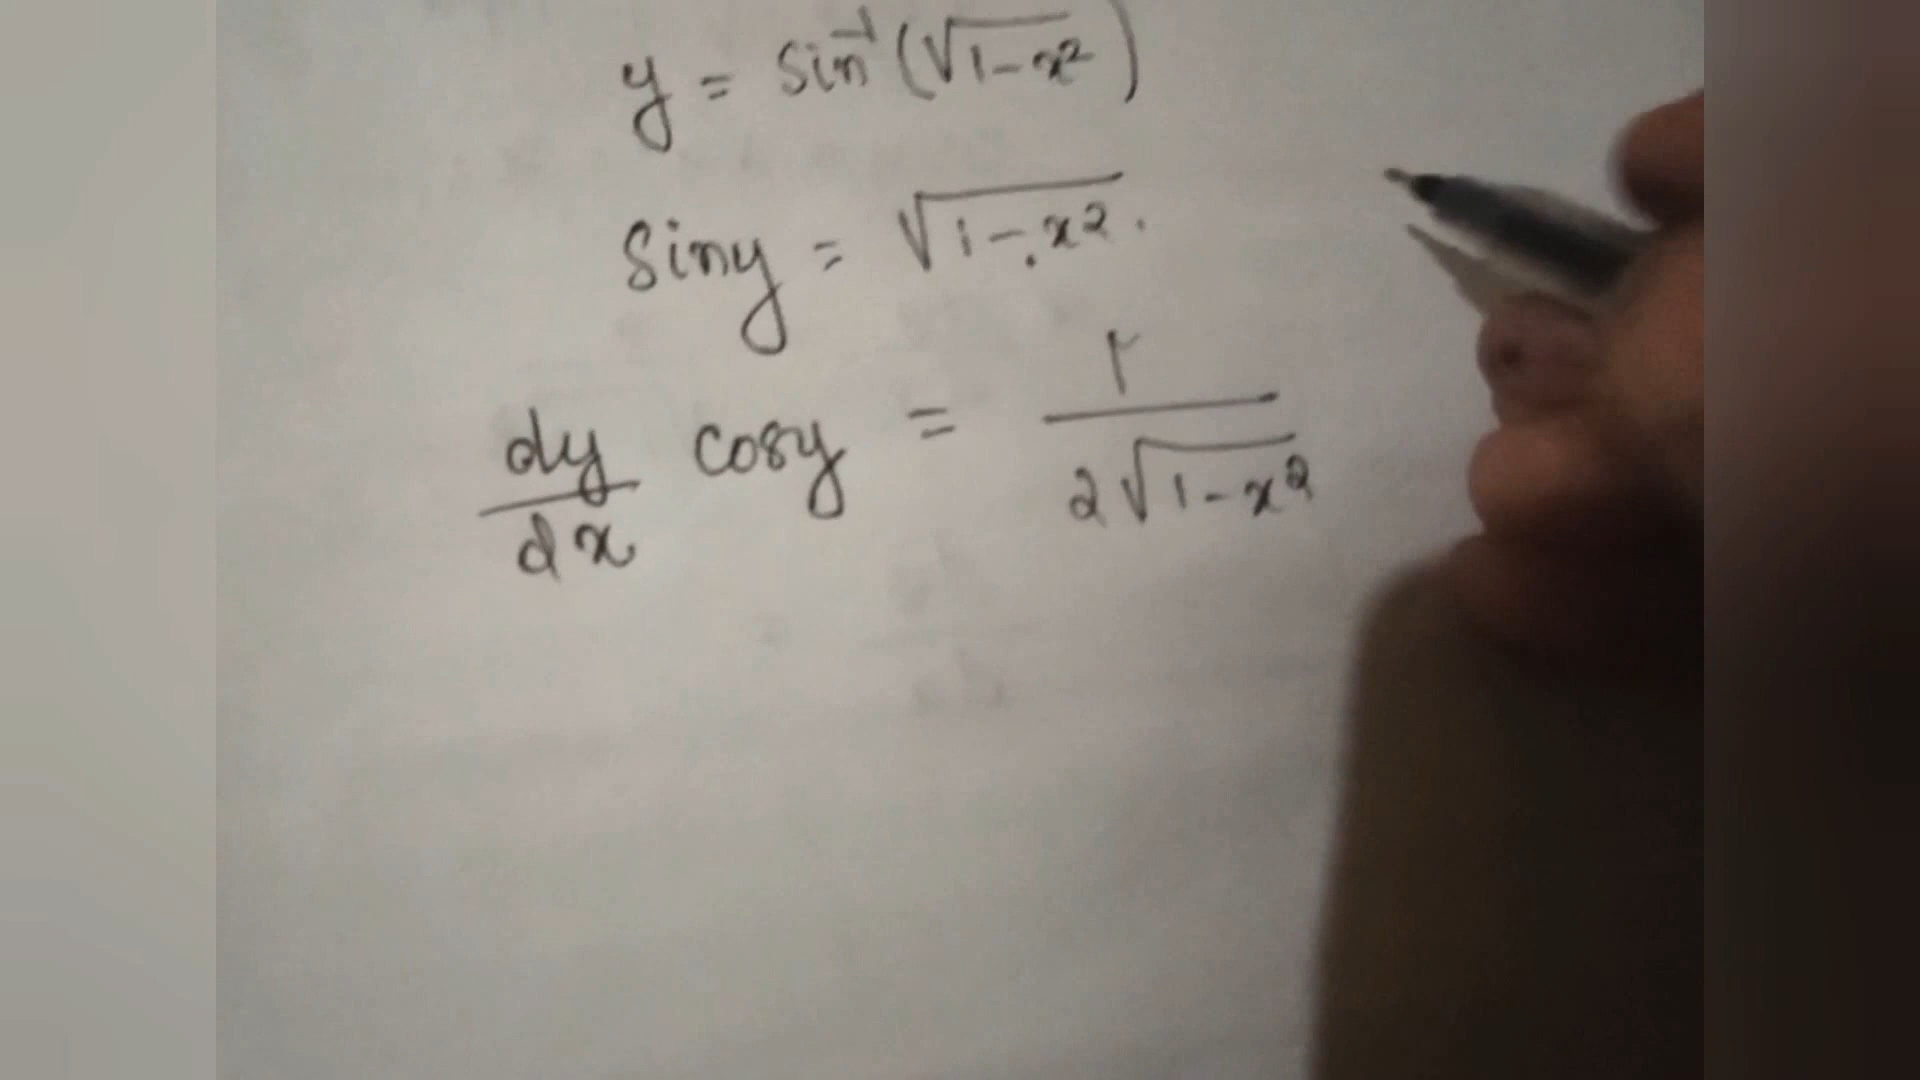 y = sin⁻¹(√1-x²)
siny = √1-x².
dy/dx cosy = 1/2√1-x²